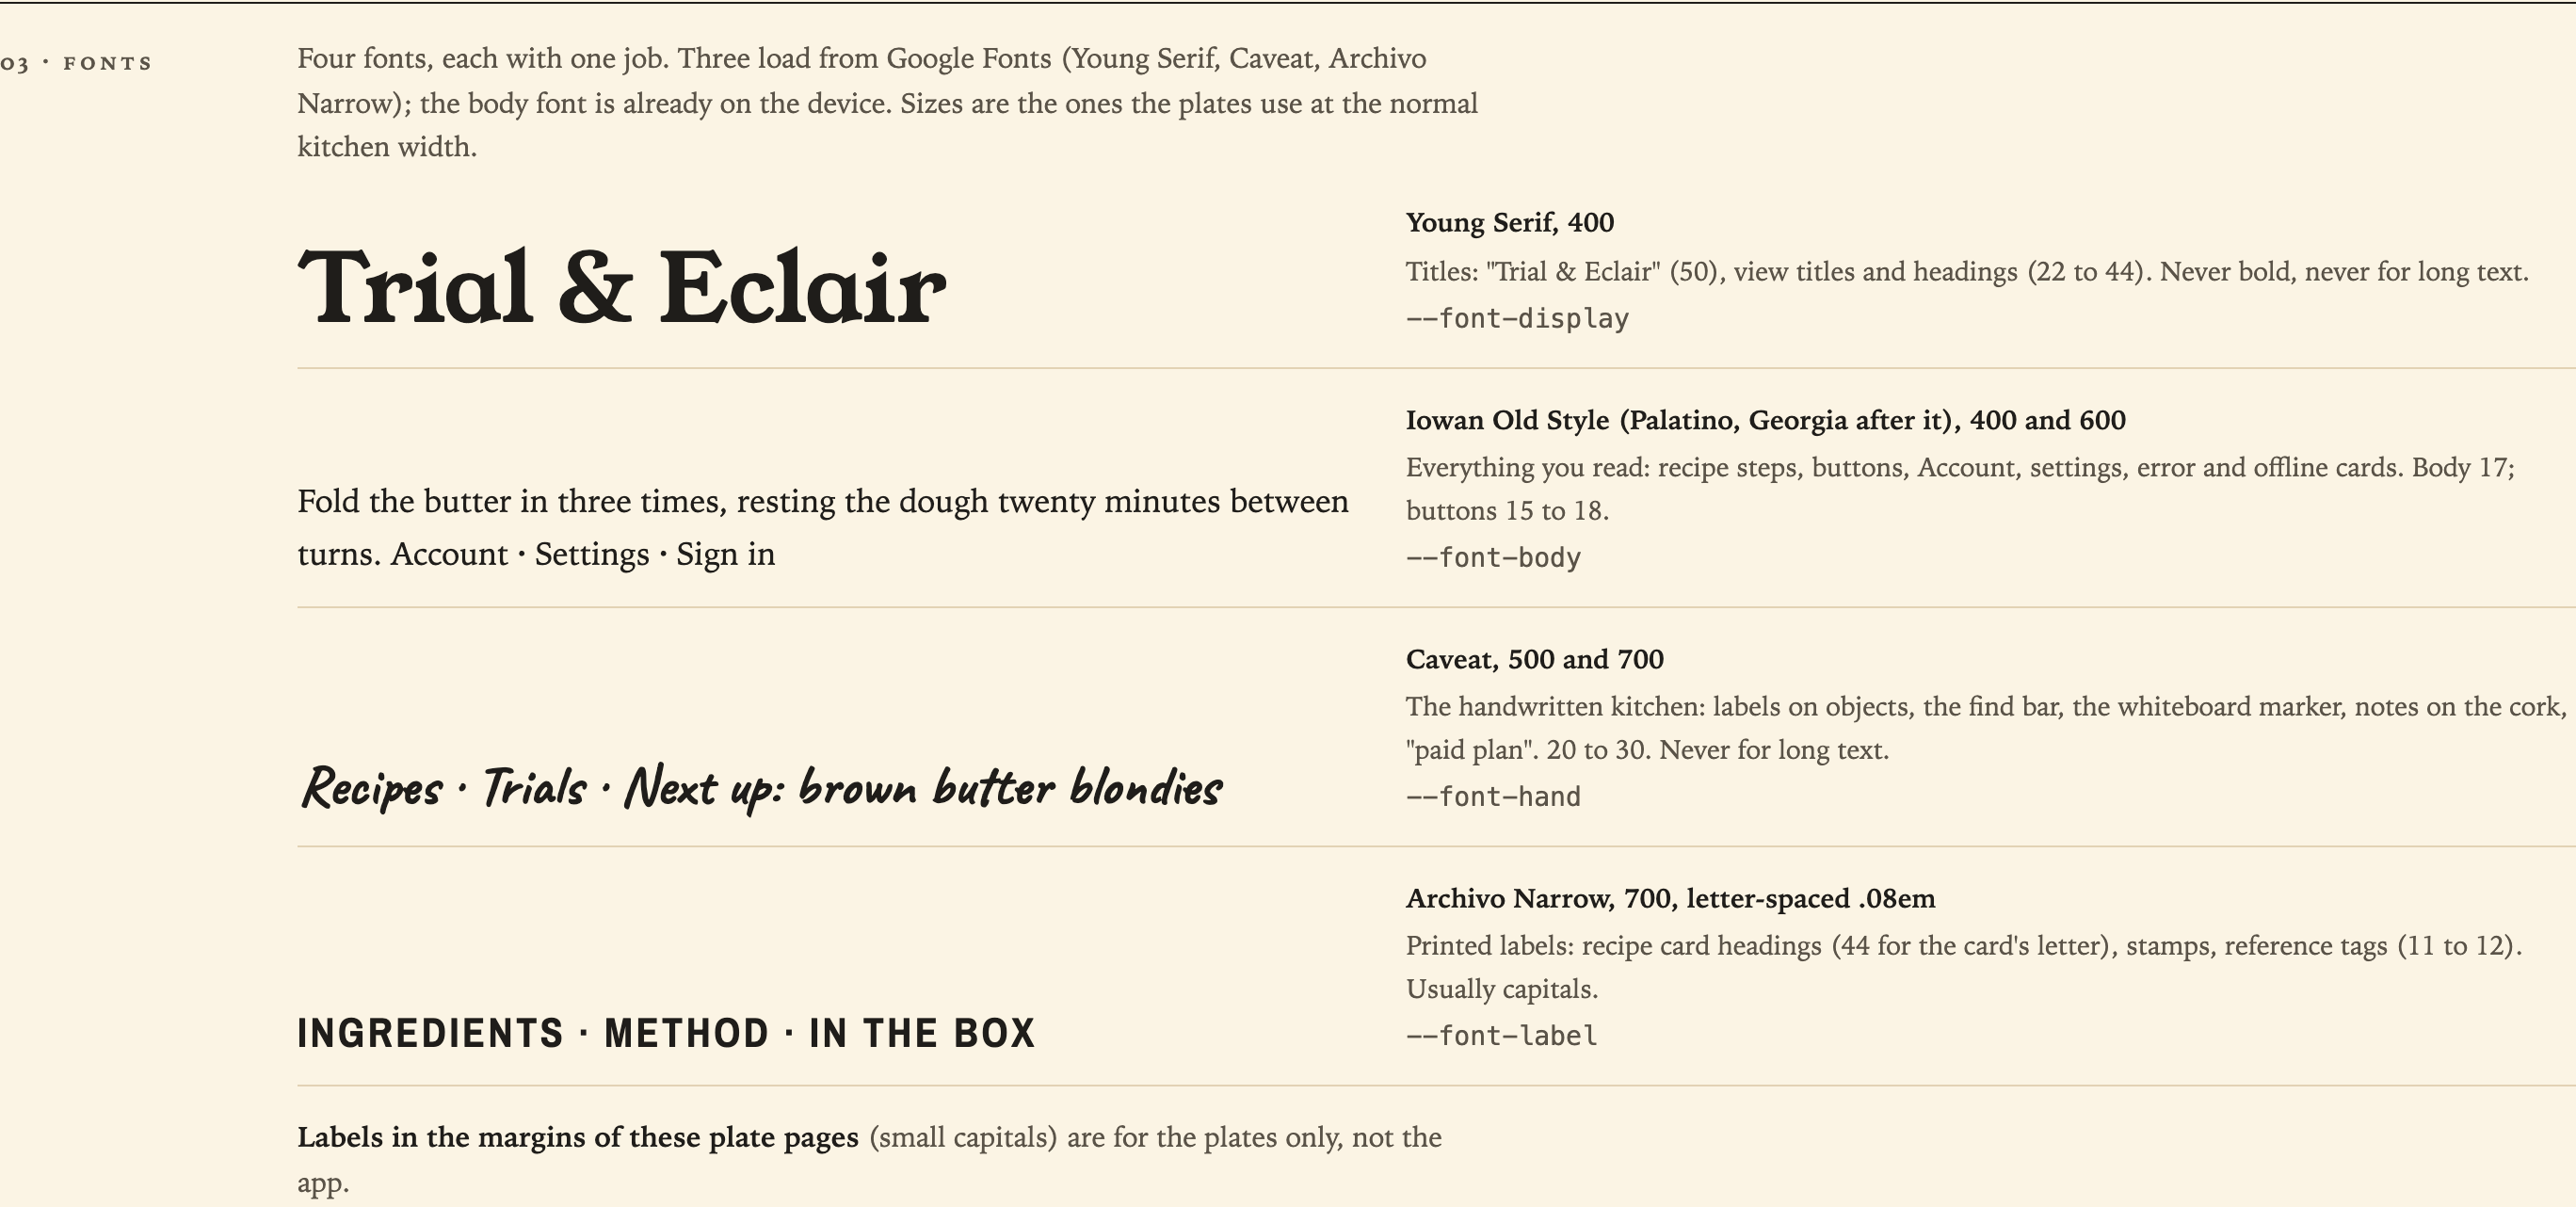 03 · FONTS
Four fonts, each with one job. Three load from Google Fonts (Young Serif, Caveat, Archivo
Narrow); the body font is already on the device. Sizes are the ones the plates use at the normal
kitchen width.
Trial & Eclair
Young Serif, 400
Titles: "Trial & Eclair" (50), view titles and headings (22 to 44). Never bold, never for long text.
--font-display
Fold the butter in three times, resting the dough twenty minutes between
turns. Account · Settings · Sign in
Iowan Old Style (Palatino, Georgia after it), 400 and 600
Everything you read: recipe steps, buttons, Account, settings, error and offline cards. Body 17;
buttons 15 to 18.
--font-body
Recipes · Trials · Next up: brown butter blondies
Caveat, 500 and 700
The handwritten kitchen: labels on objects, the find bar, the whiteboard marker, notes on the cork,
"paid plan". 20 to 30. Never for long text.
--font-hand
INGREDIENTS · METHOD · IN THE BOX
Archivo Narrow, 700, letter-spaced .08em
Printed labels: recipe card headings (44 for the card's letter), stamps, reference tags (11 to 12).
Usually capitals.
--font-label
Labels in the margins of these plate pages (small capitals) are for the plates only, not the
app.